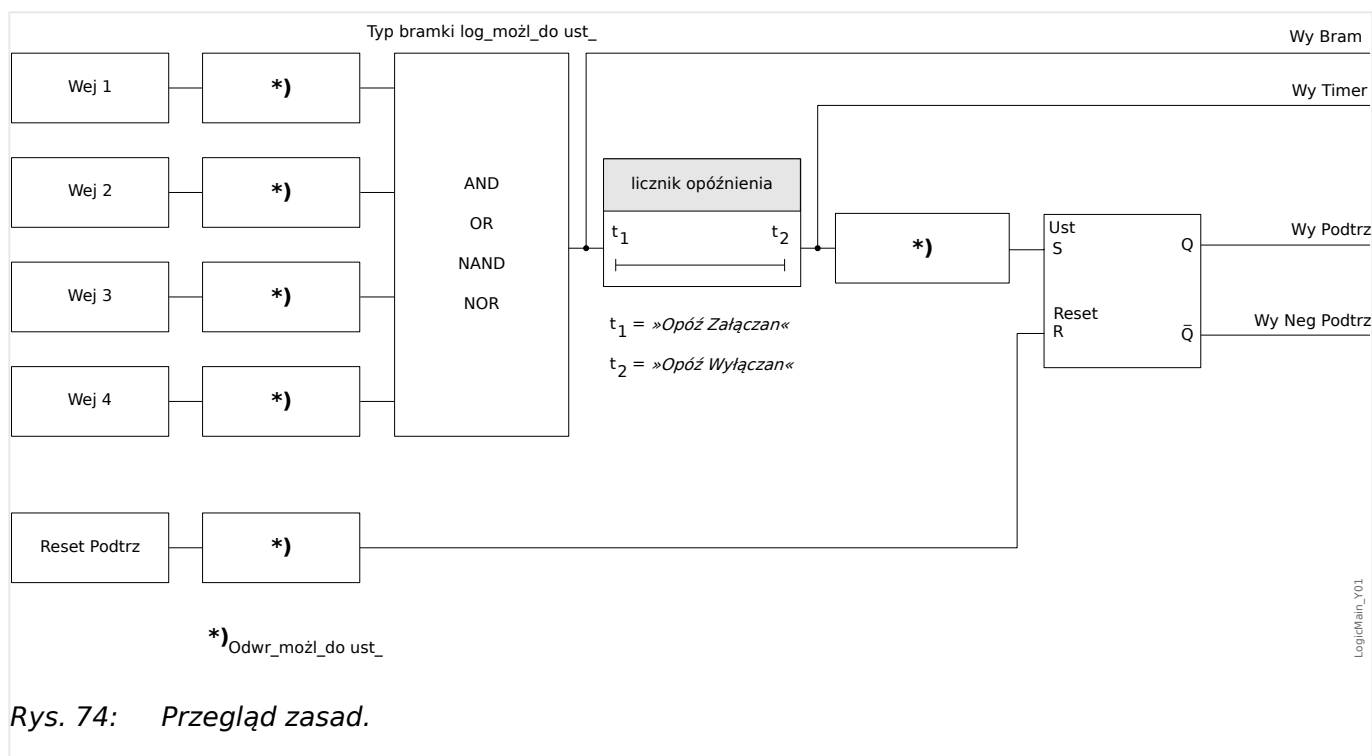 Typ bramki log_możl_do ust_
Wy Bram
Wej 1
*)
Wy Timer
Wej 2
*)
AND
OR
NAND
NOR
licznik opóźnienia
t1
t2
*)
Ust
S
Q
Wy Podtrz
Reset
R
Q̅
Wy Neg Podtrz
Wej 3
*)
t1 = »Opóź Załączan«
t2 = »Opóź Wyłączan«
Wej 4
*)
Reset Podtrz
*)
*)Odwr_możl_do ust_
LogicMain_Y01
Rys. 74: Przegląd zasad.